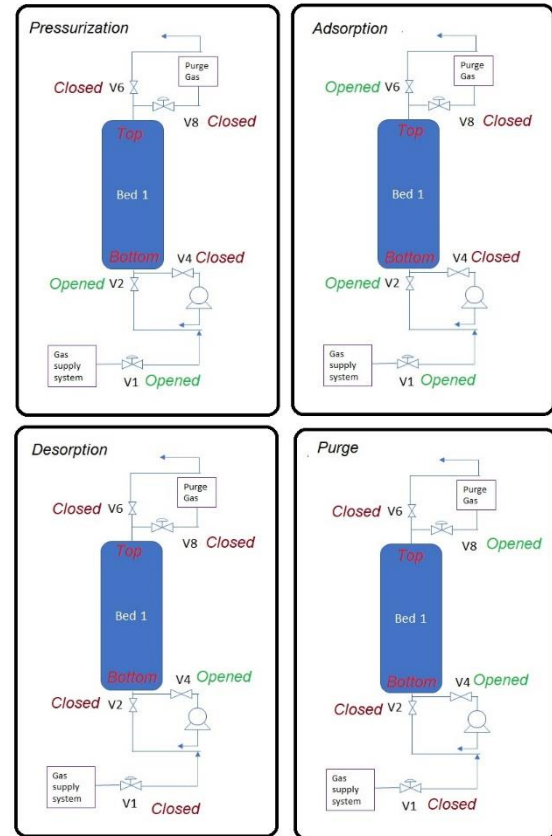 Pressurization
Purge
Gas
Closed V6
V8 Closed
Top
Bed 1
Bottom
V4 Closed
Opened V2
Gas
supply
system
V1 Opened
Adsorption
Purge
Gas
Opened V6
V8 Closed
Top
Bed 1
Bottom
V4 Closed
Opened V2
Gas
supply
system
V1 Opened
Desorption
Purge
Gas
Closed V6
V8 Closed
Top
Bed 1
Bottom
V4 Opened
Closed V2
Gas
supply
system
V1 Closed
Purge
Purge
Gas
Closed V6
V8 Opened
Top
Bed 1
Bottom
V4 Opened
Closed V2
Gas
supply
system
V1 Closed